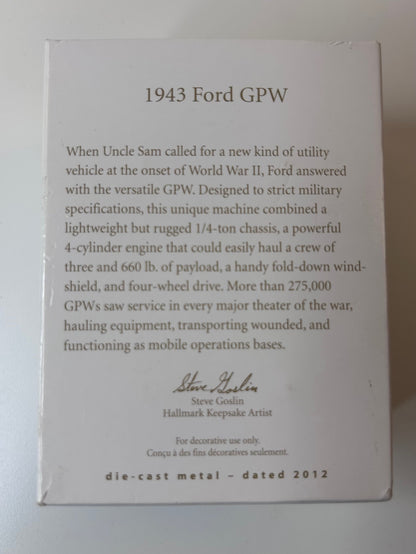 1943 Ford GPW
When Uncle Sam called for a new kind of utility
vehicle at the onset of World War II, Ford answered
with the versatile GPW. Designed to strict military
specifications, this unique machine combined a
lightweight but rugged 1/4-ton chassis, a powerful
4-cylinder engine that could easily haul a crew of
three and 660 lb. of payload, a handy fold-down wind-
shield, and four-wheel drive. More than 275,000
GPWs saw service in every major theater of the war,
hauling equipment, transporting wounded, and
functioning as mobile operations bases.
Steve Goslin
Steve Goslin
Hallmark Keepsake Artist
For decorative use only.
Conçu à des fins décoratives seulement.
die-cast metal – dated 2012